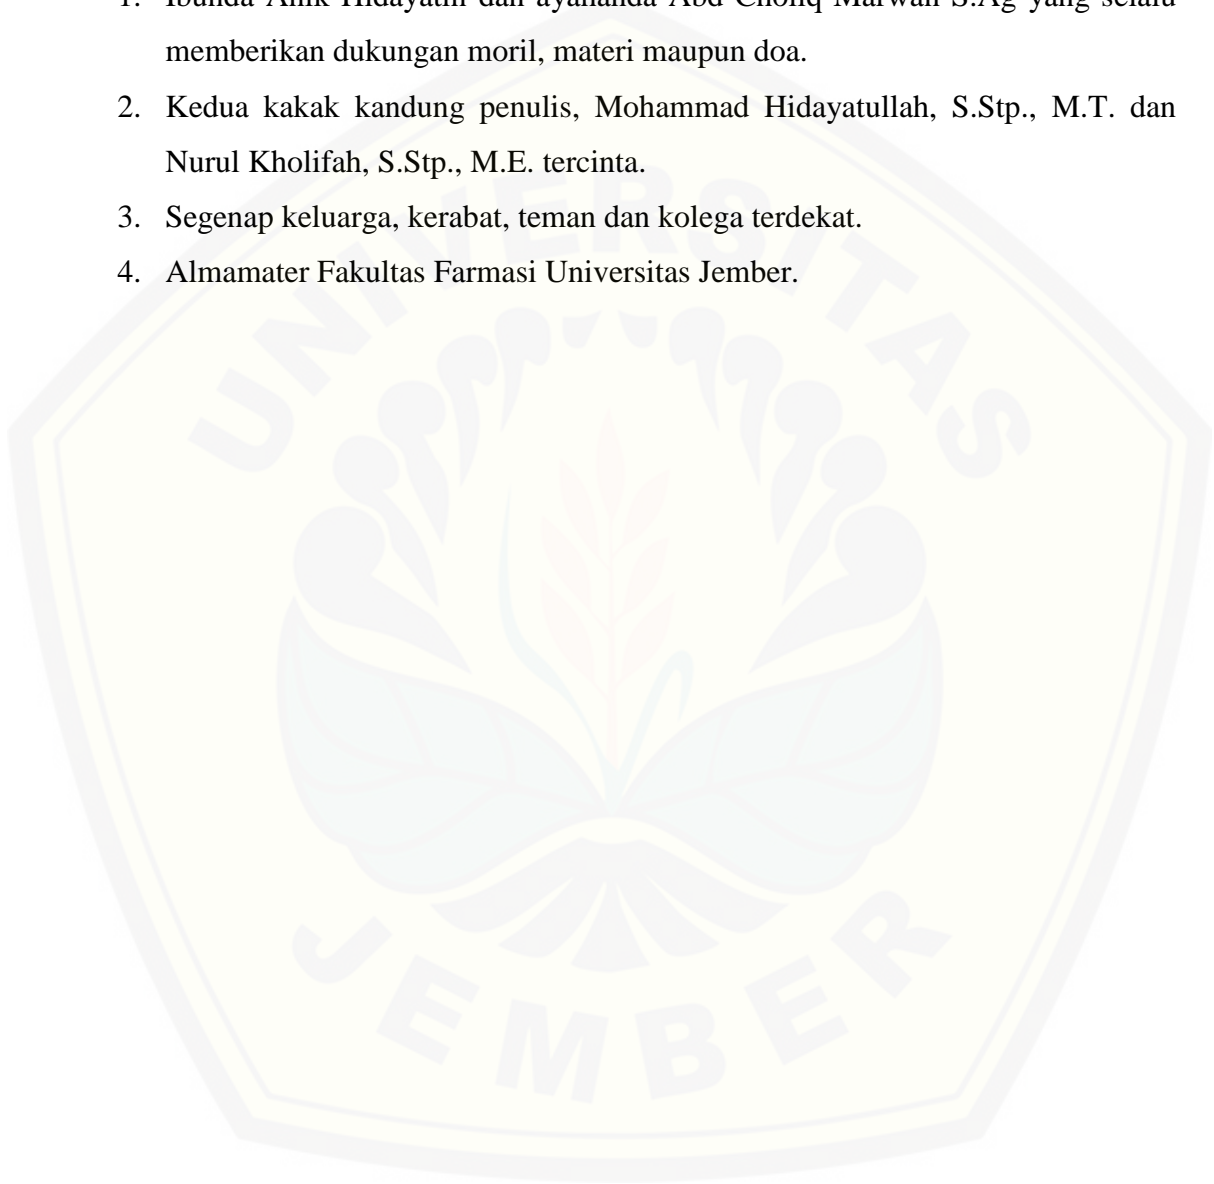 1. Ibunda Anik Hidayatin dan ayahanda Abd Choliq Marwan S.Ag yang selalu
memberikan dukungan moril, materi maupun doa.
2. Kedua kakak kandung penulis, Mohammad Hidayatullah, S.Stp., M.T. dan
Nurul Kholifah, S.Stp., M.E. tercinta.
3. Segenap keluarga, kerabat, teman dan kolega terdekat.
4. Almamater Fakultas Farmasi Universitas Jember.
UNIVERSITAS
JEMBER